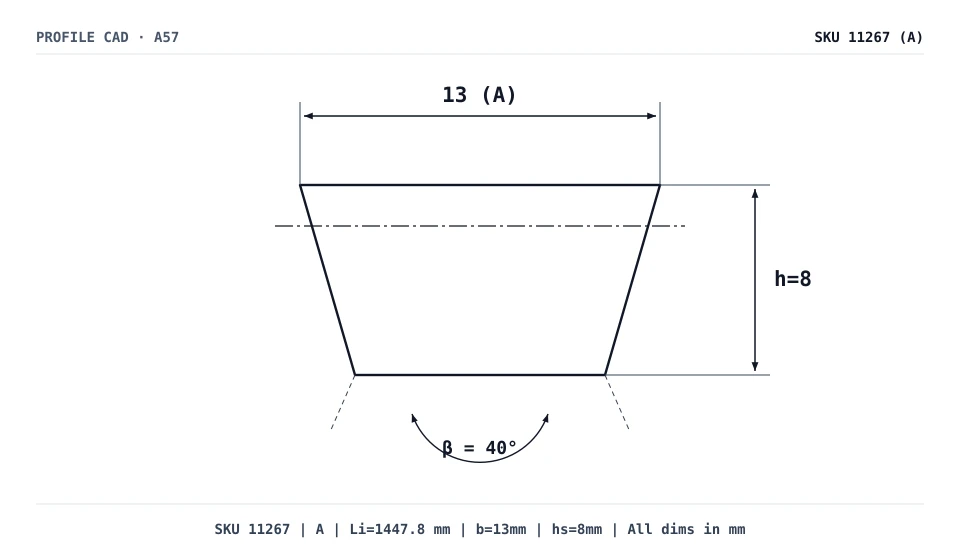 PROFILE CAD · A57
SKU 11267 (A)
13 (A)
h=8
β = 40°
SKU 11267 | A | Li=1447.8 mm | b=13mm | hs=8mm | All dims in mm